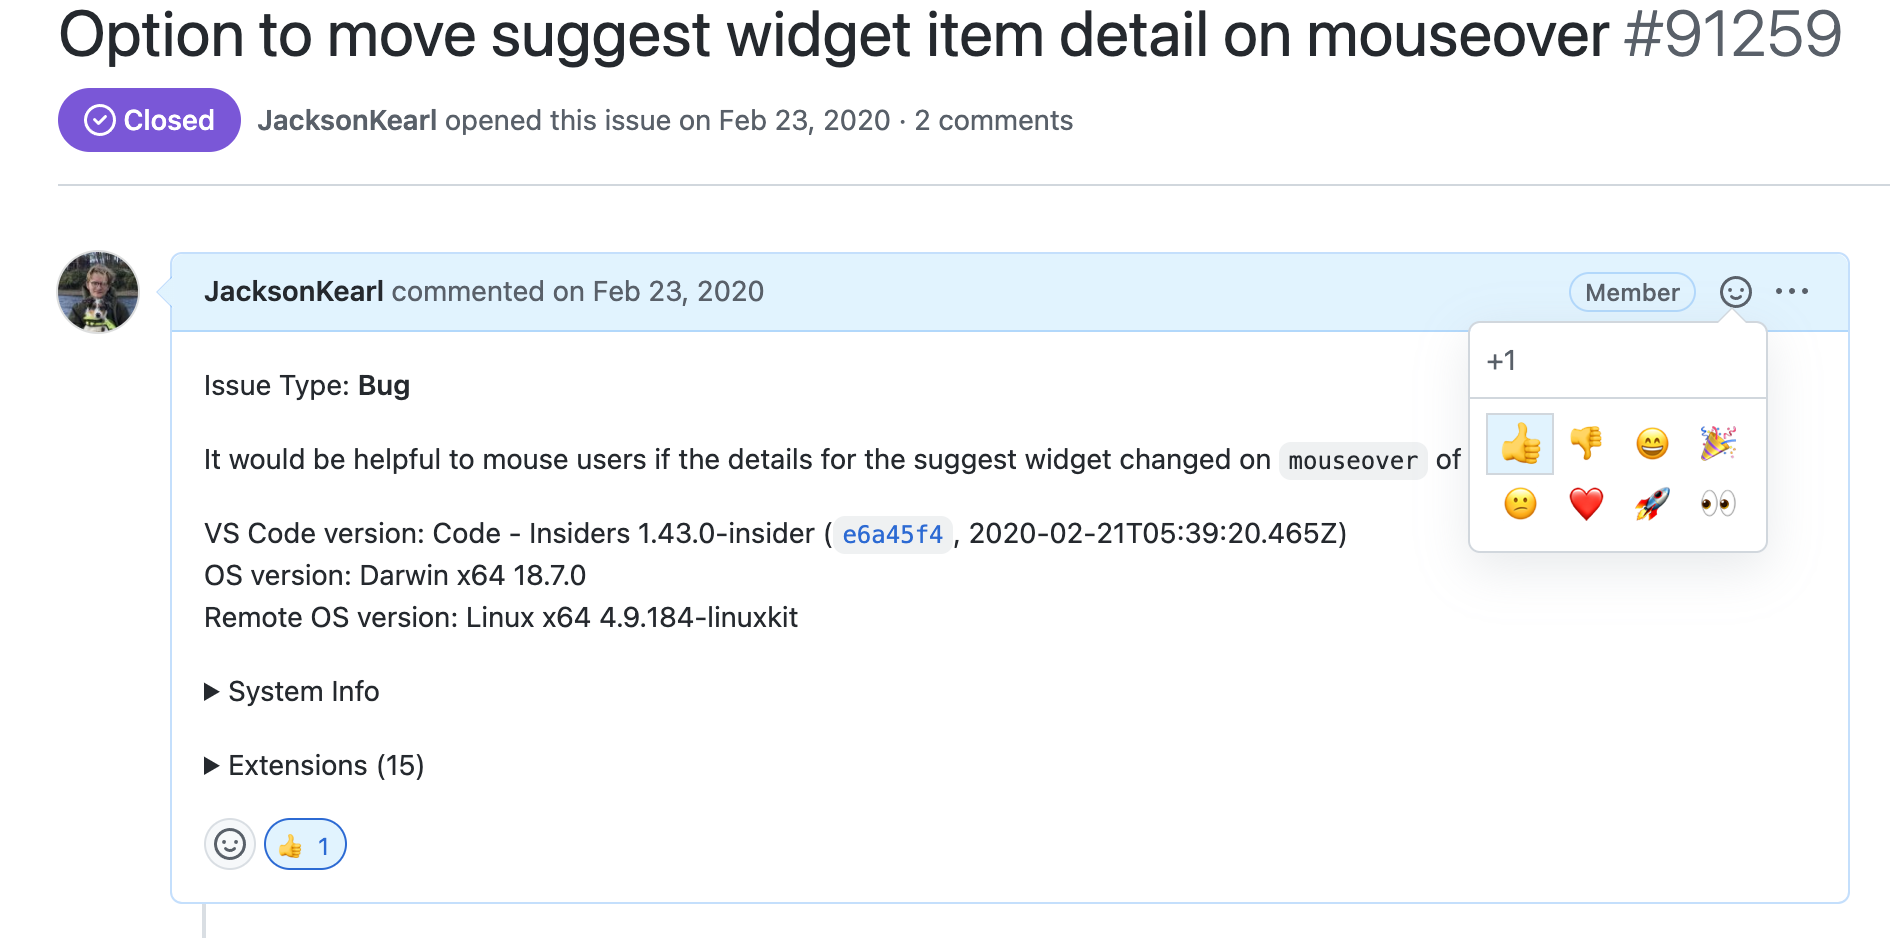 Option to move suggest widget item detail on mouseover #91259
Closed JacksonKearl opened this issue on Feb 23, 2020 · 2 comments
JacksonKearl commented on Feb 23, 2020 Member
+1
Issue Type: Bug
It would be helpful to mouse users if the details for the suggest widget changed on mouseover of
VS Code version: Code - Insiders 1.43.0-insider (e6a45f4, 2020-02-21T05:39:20.465Z)
OS version: Darwin x64 18.7.0
Remote OS version: Linux x64 4.9.184-linuxkit
System Info
Extensions (15)
1